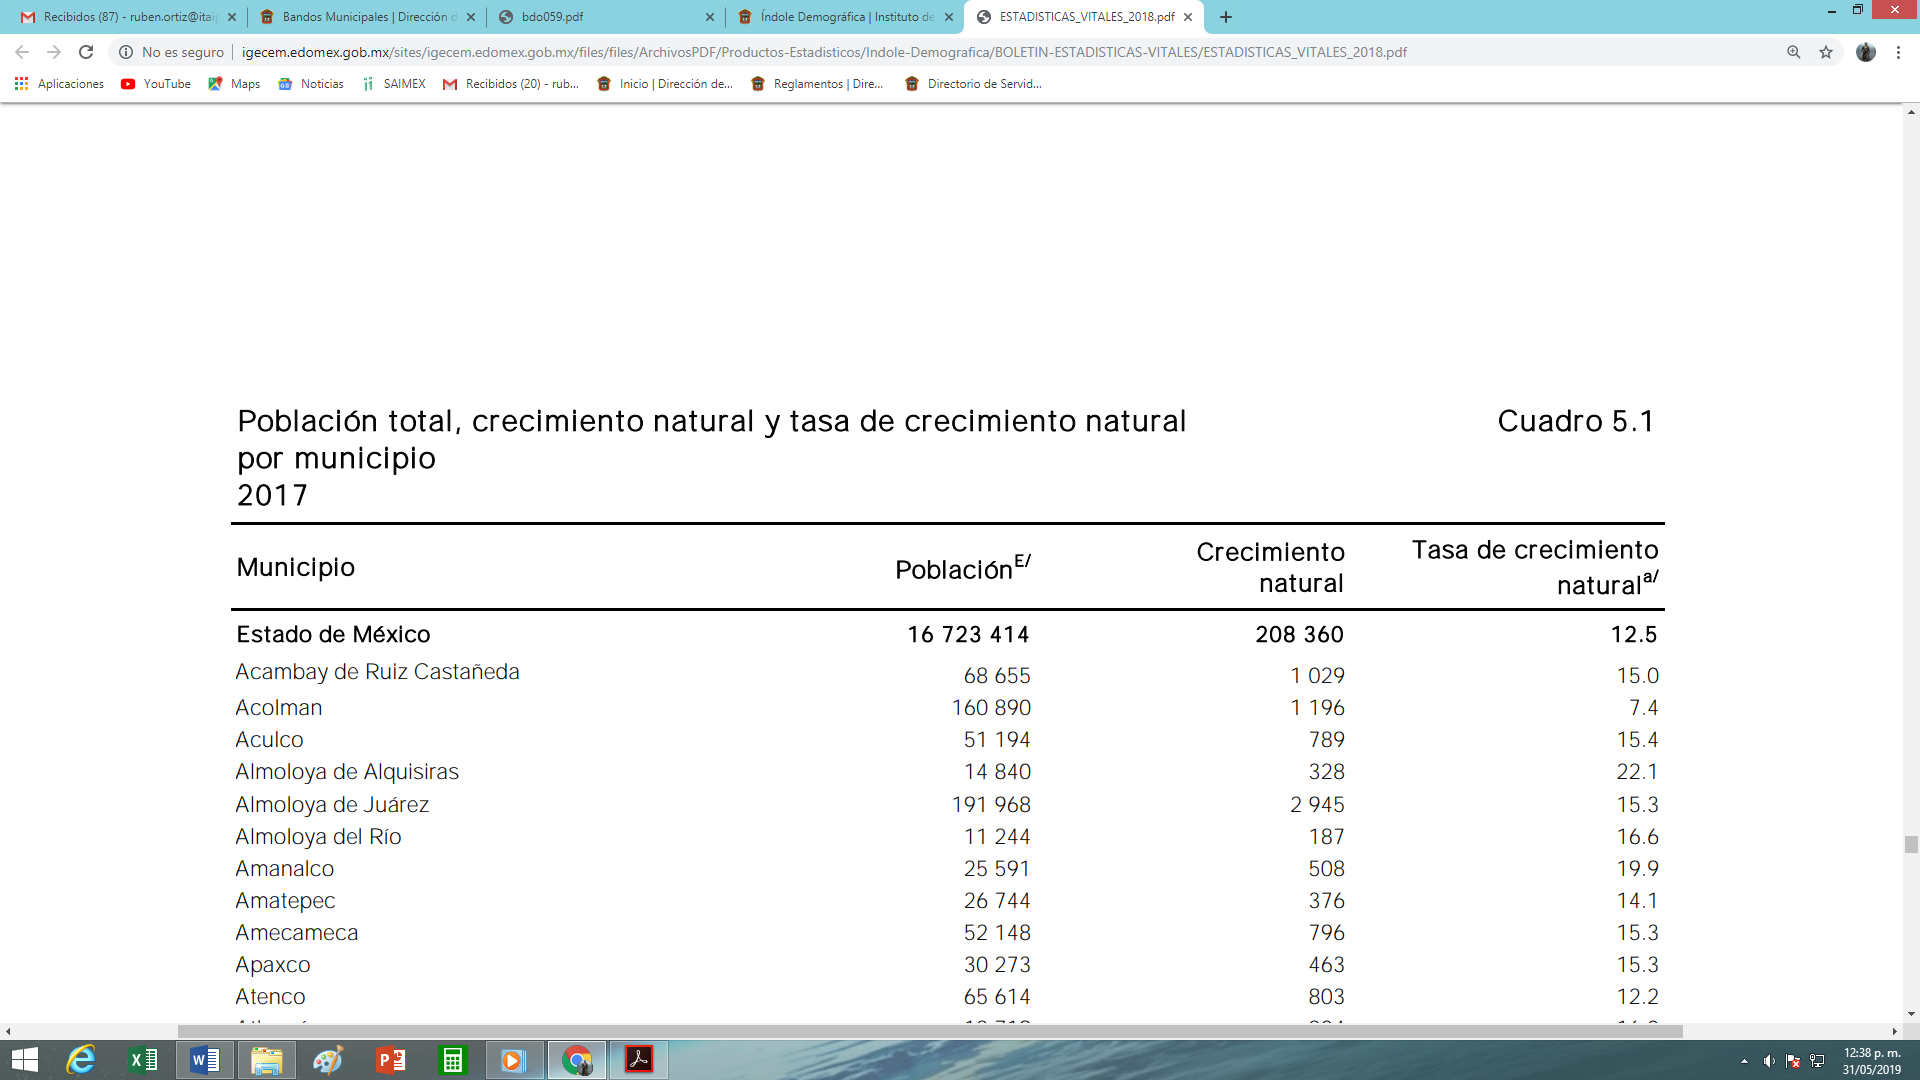 Recibidos (87) - ruben.ortiz@itai
Bandos Municipales | Dirección d
bdo059.pdf
Índole Demográfica | Instituto de
ESTADISTICAS_VITALES_2018.pdf
No es seguro | igecem.edomex.gob.mx/sites/igecem.edomex.gob.mx/files/files/ArchivosPDF/Productos-Estadisticos/Indole-Demografica/BOLETIN-ESTADISTICAS-VITALES/ESTADISTICAS_VITALES_2018.pdf
Aplicaciones YouTube Maps Noticias SAIMEX Recibidos (20) - rub... Inicio | Dirección de... Reglamentos | Dire... Directorio de Servid...
Población total, crecimiento natural y tasa de crecimiento natural Cuadro 5.1
por municipio
2017
Municipio Población E/ Crecimiento natural Tasa de crecimiento natural a/
Estado de México 16 723 414 208 360 12.5
Acambay de Ruiz Castañeda 68 655 1 029 15.0
Acolman 160 890 1 196 7.4
Aculco 51 194 789 15.4
Almoloya de Alquisiras 14 840 328 22.1
Almoloya de Juárez 191 968 2 945 15.3
Almoloya del Río 11 244 187 16.6
Amanalco 25 591 508 19.9
Amatepec 26 744 376 14.1
Amecameca 52 148 796 15.3
Apaxco 30 273 463 15.3
Atenco 65 614 803 12.2
12:38 p. m.
31/05/2019